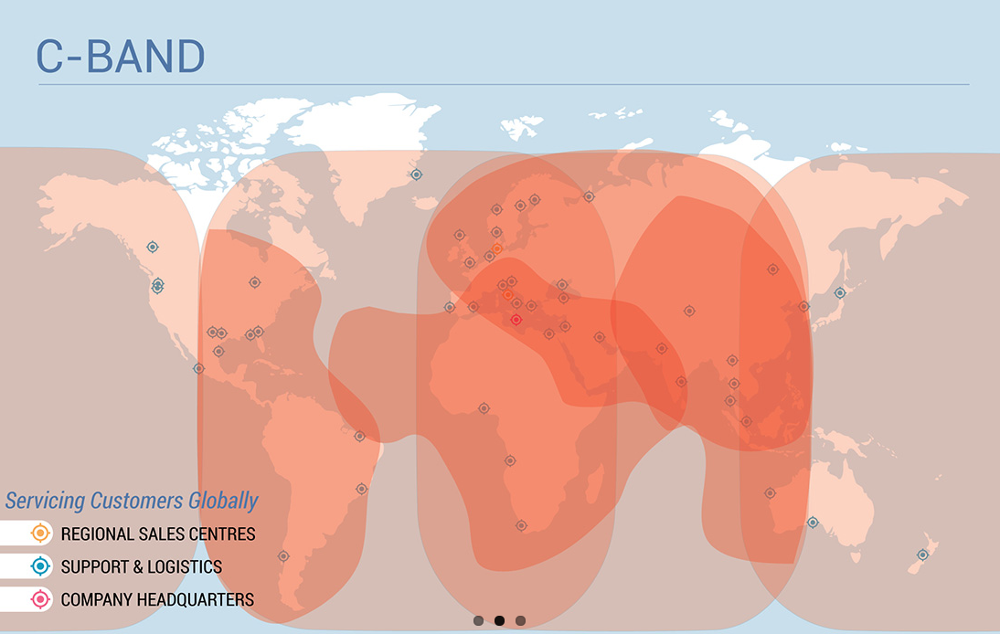 C-BAND
Servicing Customers Globally
REGIONAL SALES CENTRES
SUPPORT & LOGISTICS
COMPANY HEADQUARTERS